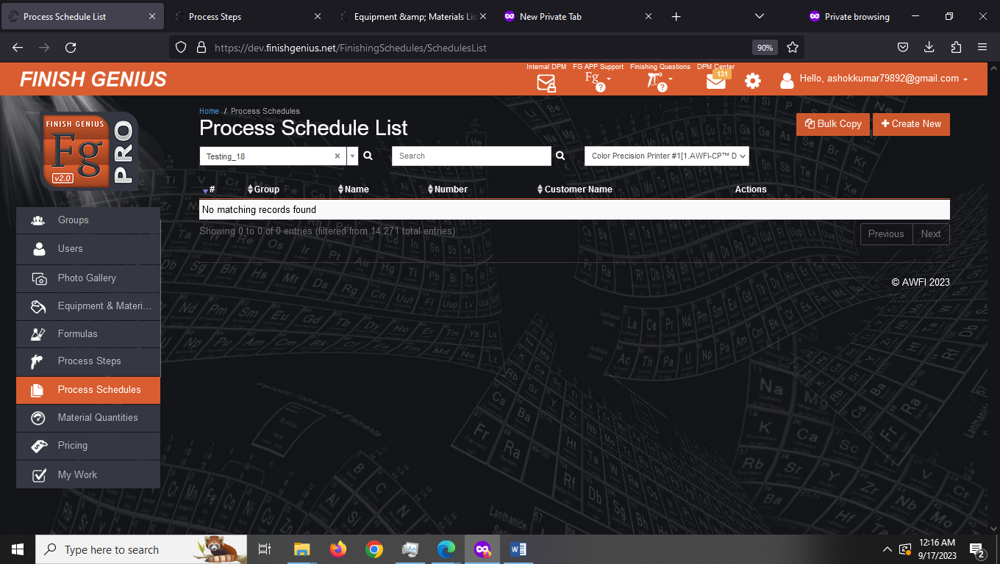 Process Schedule List
Process Steps
Equipment &amp; Materials Lis
New Private Tab
Private browsing
https://dev.finishgenius.net/FinishingSchedules/SchedulesList
90%
FINISH GENIUS
Internal DPM
FG APP Support
Finishing Questions
DPM Center
131
Hello, ashokkumar79892@gmail.com
FINISH GENIUS
Fg
v2.0
PRO
Home / Process Schedules
Process Schedule List
Bulk Copy
Create New
Testing_18
Search
Color Precision Printer #1[1.AWFI-CP™ D
# Group Name Number Customer Name Actions
No matching records found
Showing 0 to 0 of 0 entries (filtered from 14,271 total entries)
Previous Next
© AWFI 2023
Groups
Users
Photo Gallery
Equipment & Materi...
Formulas
Process Steps
Process Schedules
Material Quantities
Pricing
My Work
Type here to search
12:16 AM
9/17/2023
2